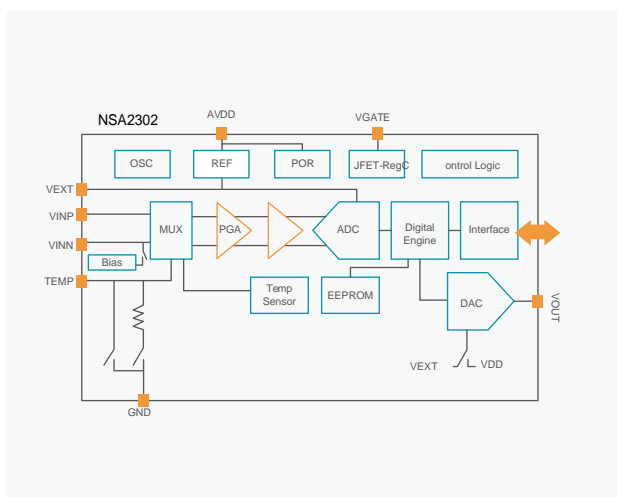 NSA2302
AVDD
VGATE
OSC
REF
POR
JFET-RegC
ontrol Logic
VEXT
VINP
VINN
Bias
TEMP
MUX
PGA
ADC
Digital
Engine
Interface
Temp
Sensor
EEPROM
DAC
VOUT
VEXT
VDD
GND